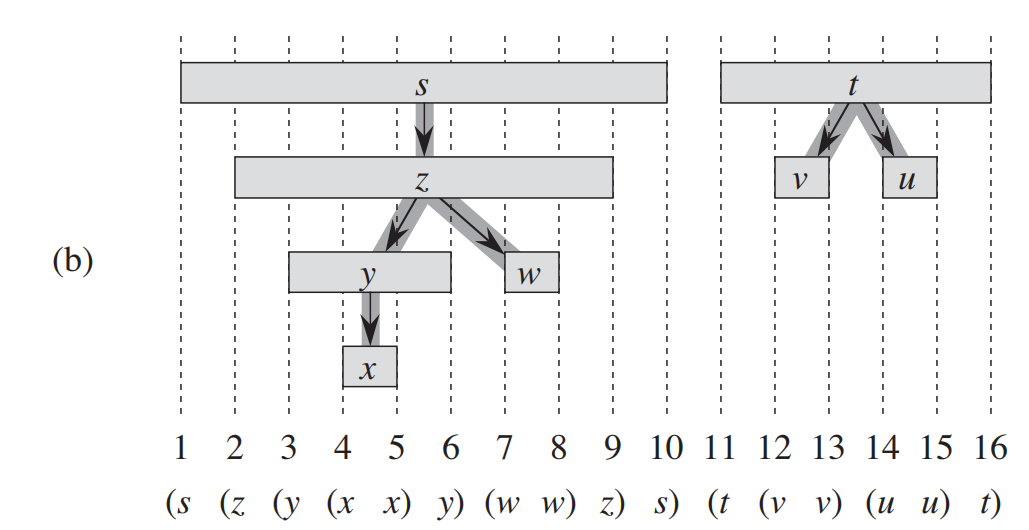 s t
z v u
(b)
y w
x
1 2 3 4 5 6 7 8 9 10 11 12 13 14 15 16
(s (z (y (x x) y) (w w) z) s) (t (v v) (u u) t)